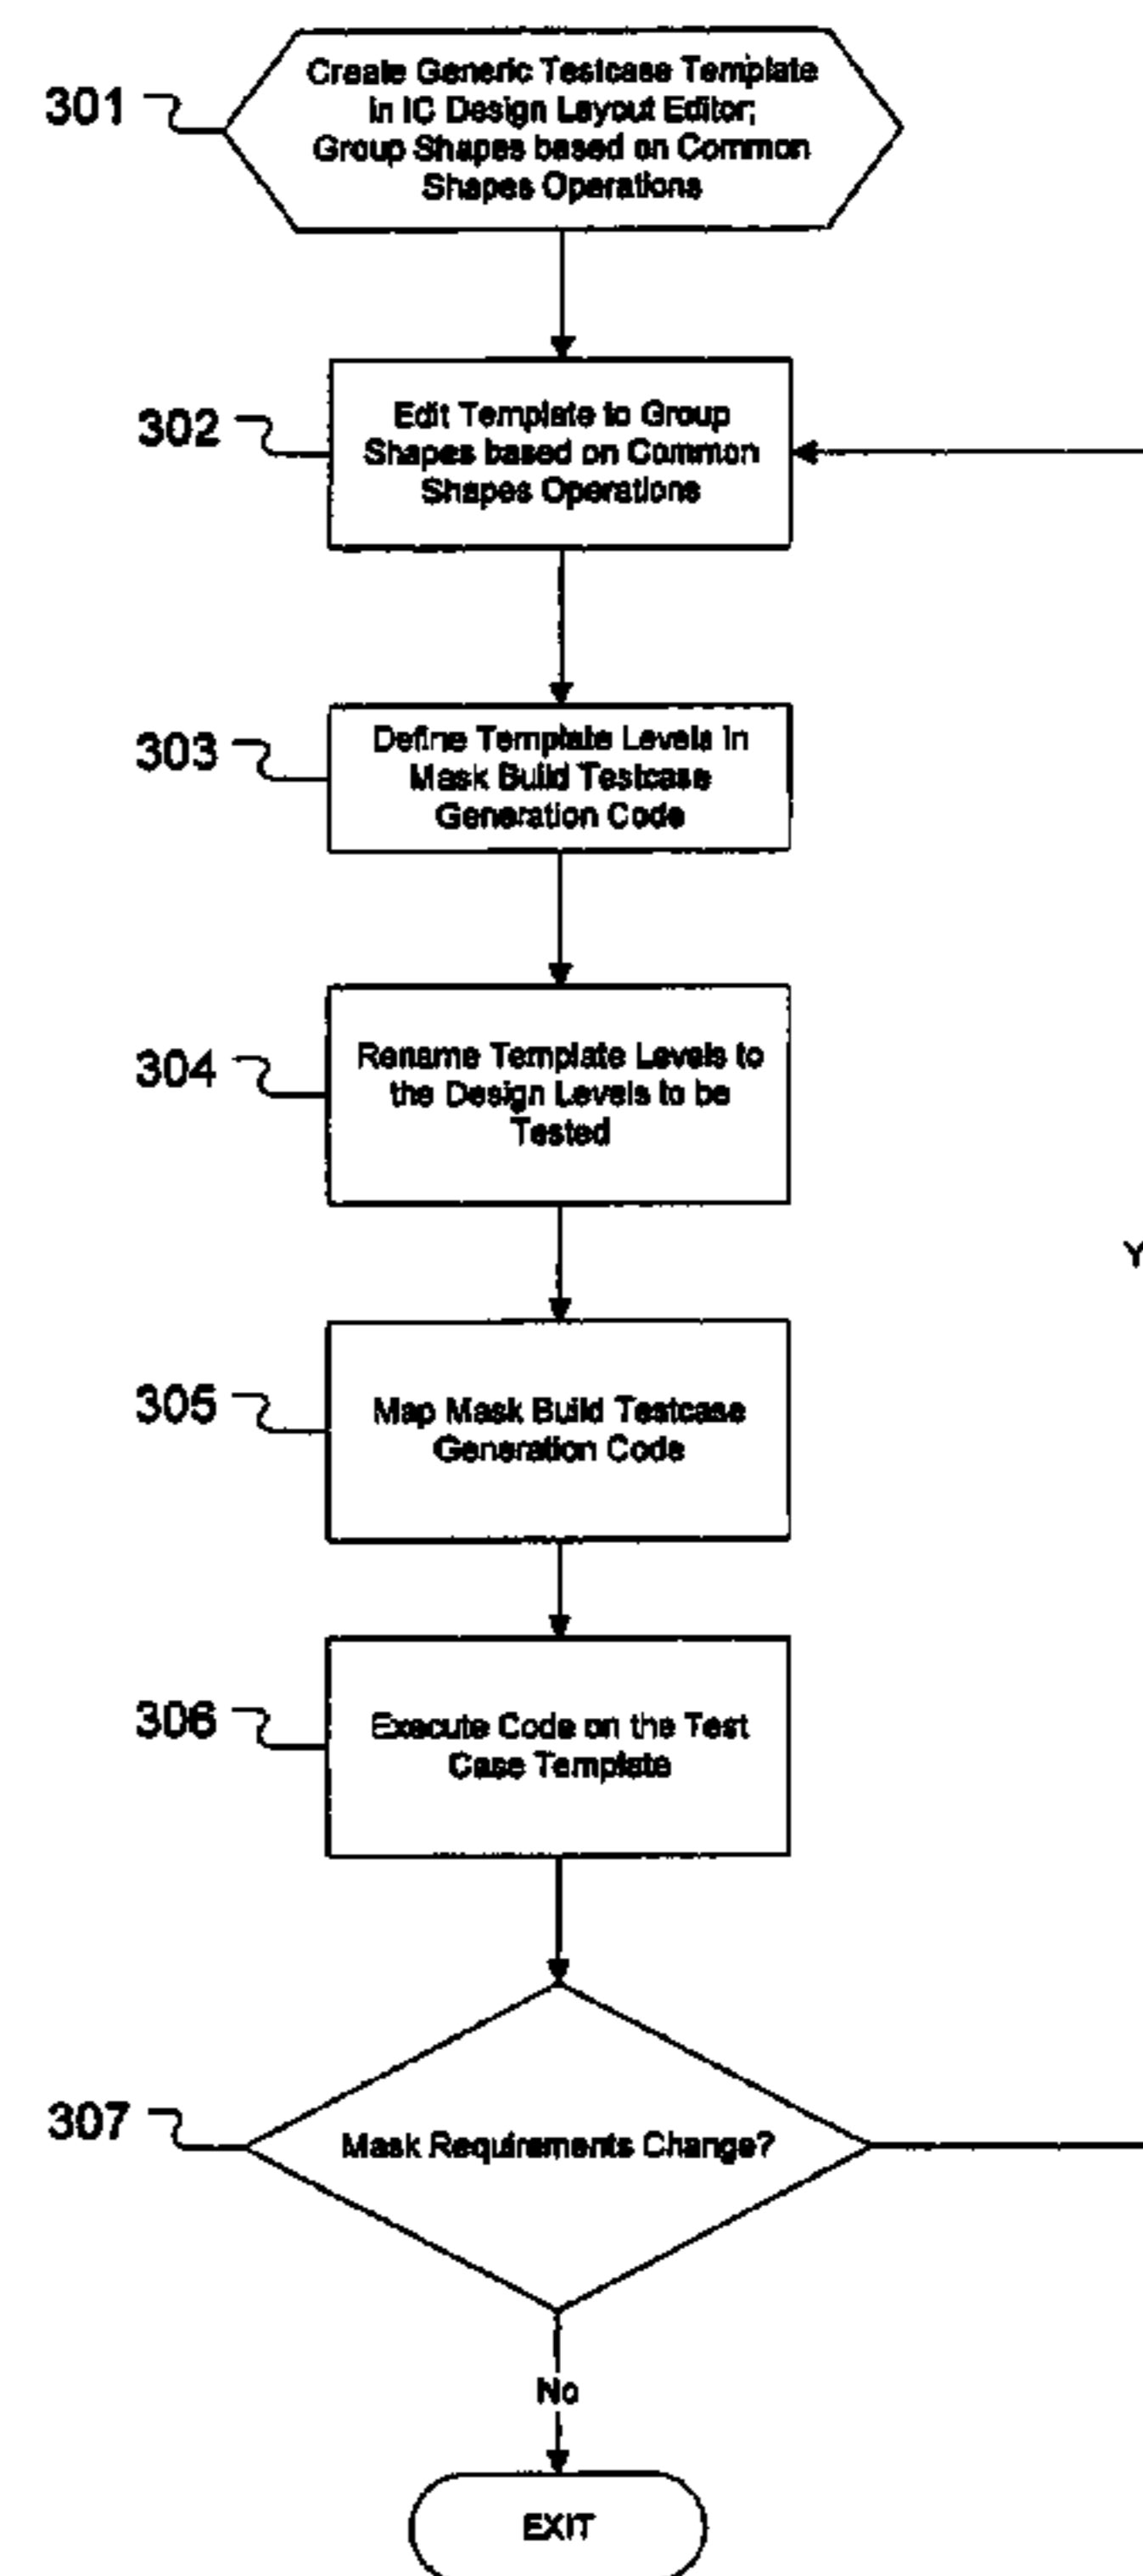 301
Create Generic Testcase Template
in IC Design Layout Editor;
Group Shapes based on Common
Shapes Operations
302
Edit Template to Group
Shapes based on Common
Shapes Operations
303
Define Template Levels in
Mask Build Testcase
Generation Code
304
Rename Template Levels to
the Design Levels to be
Tested
Y
305
Map Mask Build Testcase
Generation Code
306
Execute Code on the Test
Case Template
307
Mask Requirements Change?
No
EXIT